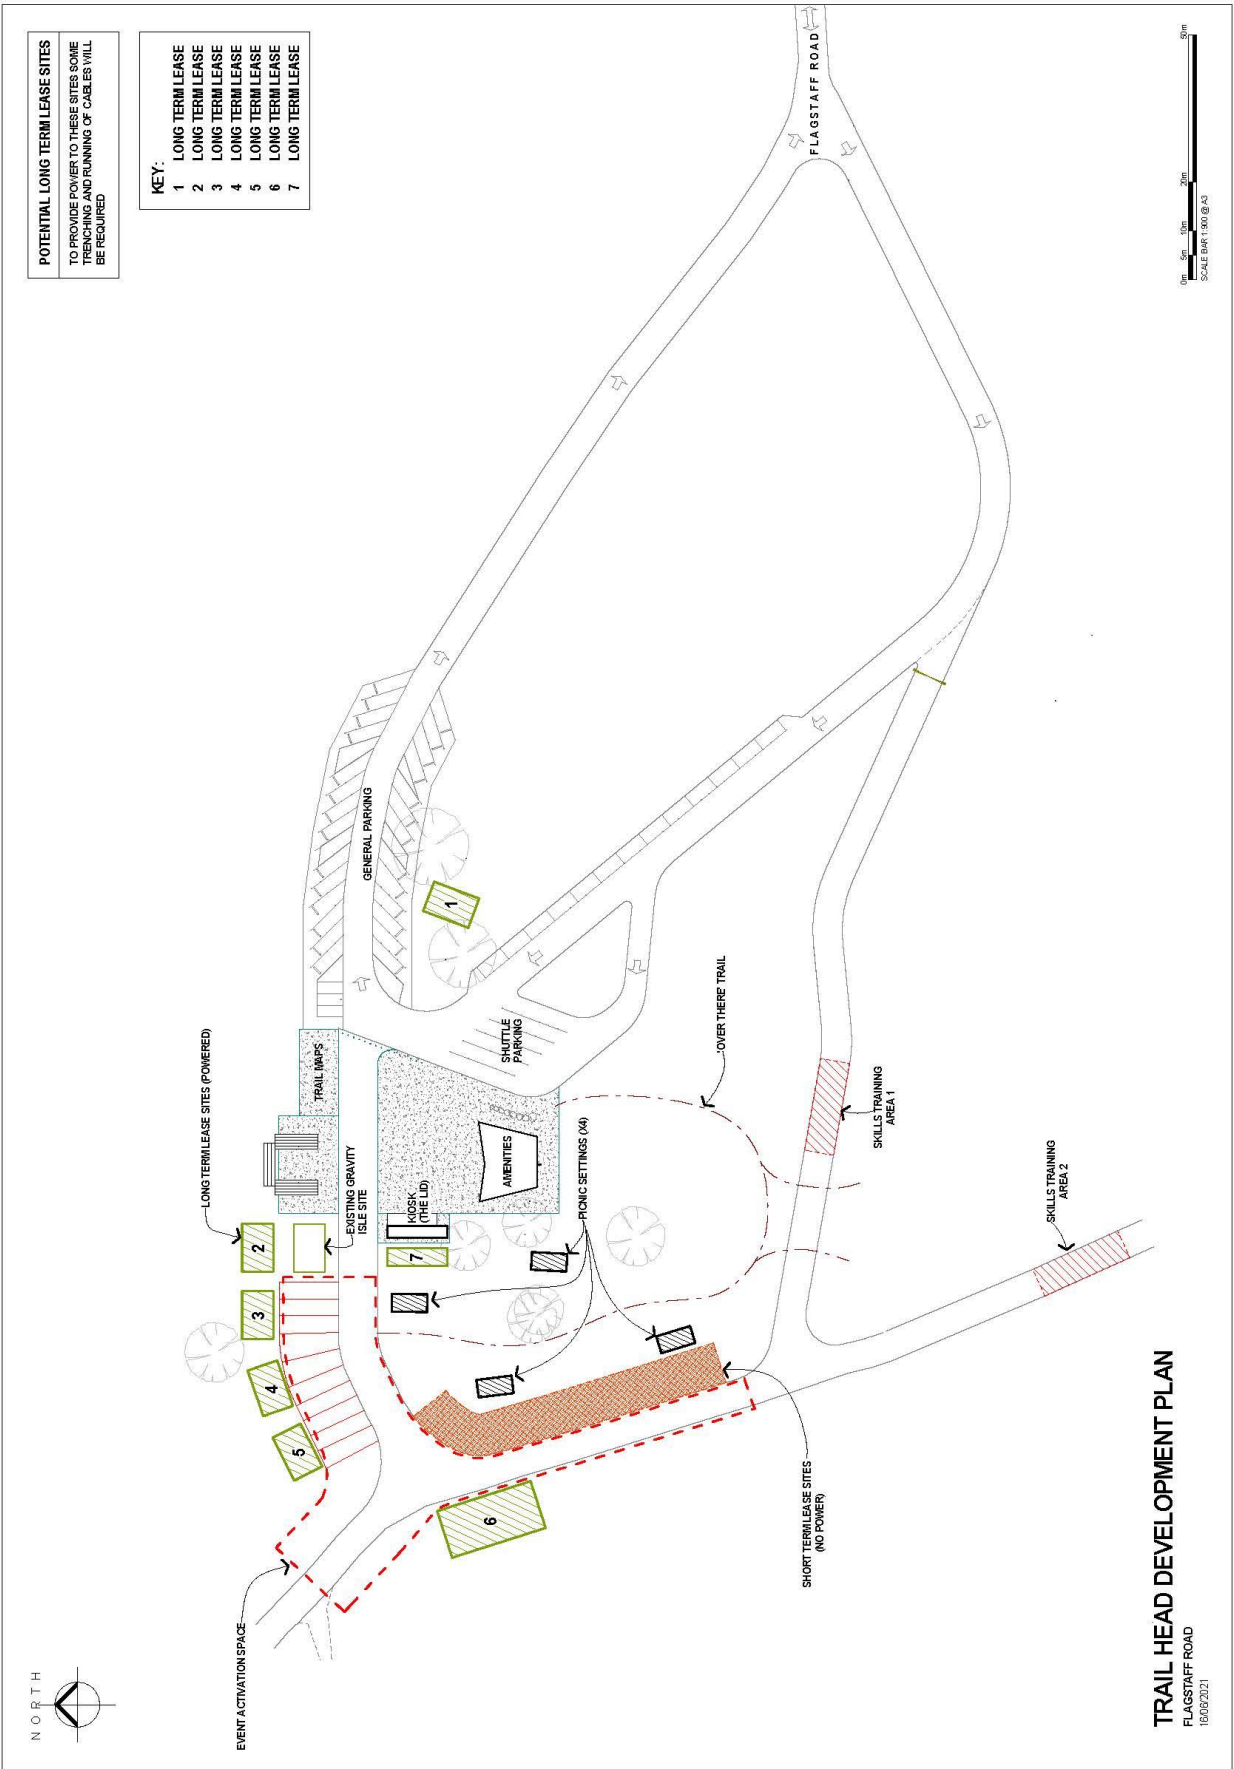 NORTH
POTENTIAL LONG TERM LEASE SITES
TO PROVIDE POWER TO THESE SITES SOME
TRENCHING AND RUNNING OF CABLES WILL
BE REQUIRED
KEY:
1 LONG TERM LEASE
2 LONG TERM LEASE
3 LONG TERM LEASE
4 LONG TERM LEASE
5 LONG TERM LEASE
6 LONG TERM LEASE
7 LONG TERM LEASE
LONG TERM LEASE SITES (POWERED)
EVENT ACTIVATION SPACE
5
4
3
2
EXISTING GRAVITY
ISLE SITE
TRAIL MAPS
GENERAL PARKING
7
KIOSK
(THE LID)
1
6
AMENITIES
SHUTTLE
PARKING
PICNIC SETTINGS (X4)
'OVER THERE' TRAIL
FLAGSTAFF ROAD
SHORT TERM LEASE SITES
(NO POWER)
SKILLS TRAINING
AREA 1
SKILLS TRAINING
AREA 2
TRAIL HEAD DEVELOPMENT PLAN
FLAGSTAFF ROAD
16/06/2021
0m 5m 10m 20m 50m
SCALE BAR 1:900 @ A3